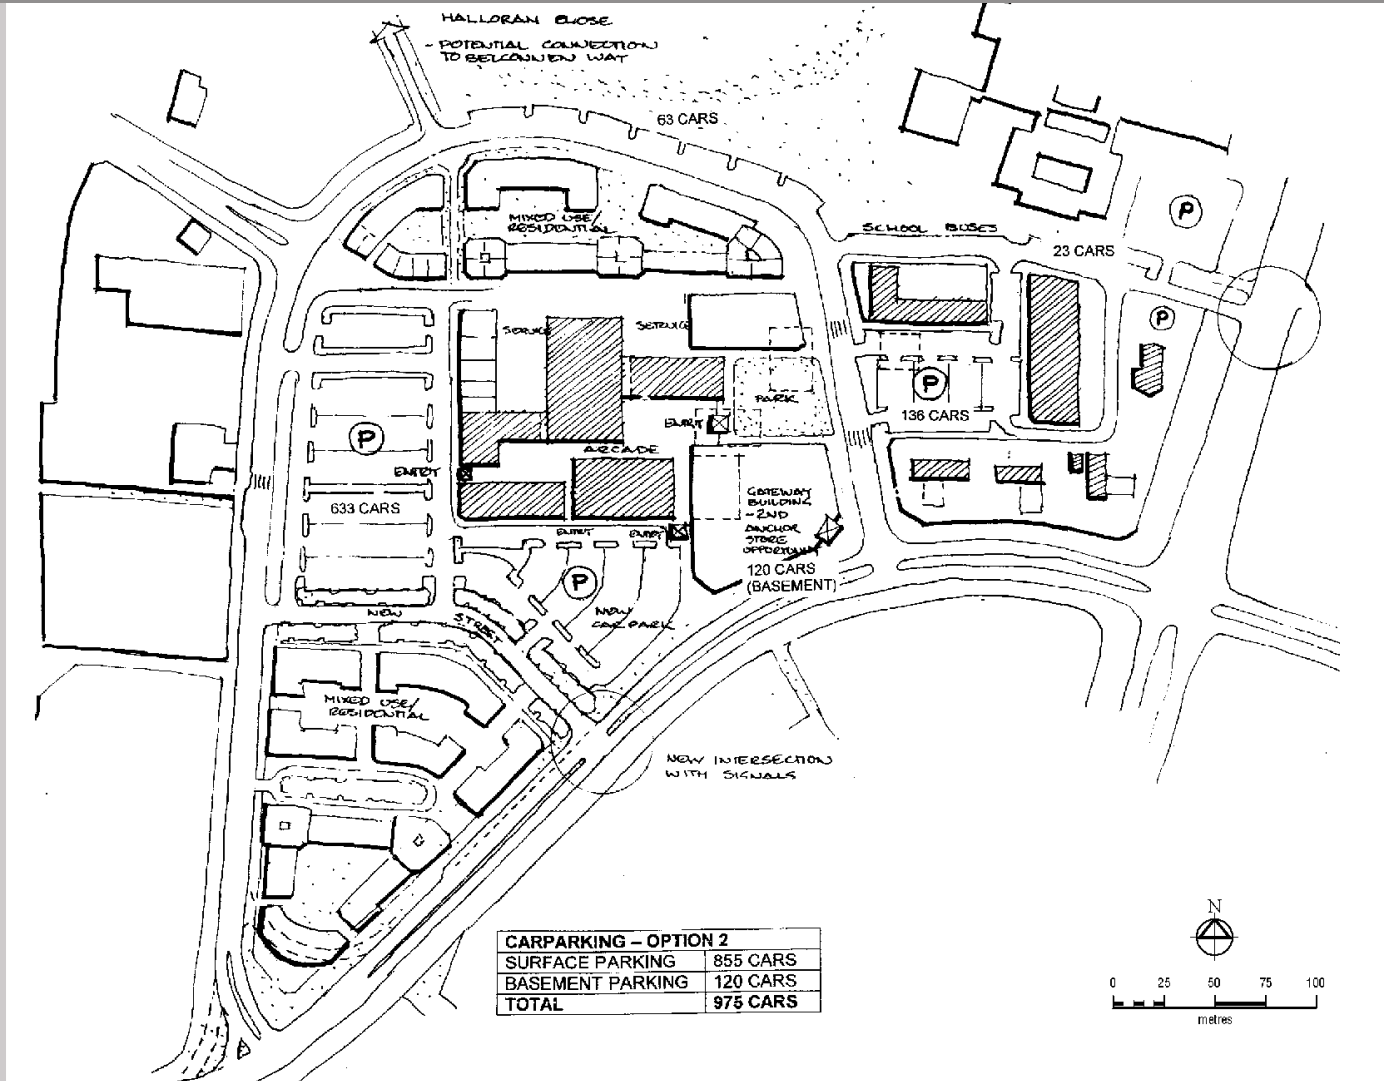 HALLORAN CLOSE
- POTENTIAL CONNECTION
TO BELCONNEN WAY
63 CARS
P
MIXED USE/
RESIDENTIAL
SCHOOL BUSES
23 CARS
SERVICE
SERVICE
P
P
PARK
136 CARS
ENTRY
P
ARCADE
ENTRY
633 CARS
GATEWAY
BUILDING
- 2ND
ANCHOR
STORE
OPPORTUNITY
ENTRY
ENTRY
120 CARS
(BASEMENT)
P
NEW
STREET
NEW
CARPARK
MIXED USE/
RESIDENTIAL
NEW INTERSECTION
WITH SIGNALS
CARPARKING – OPTION 2
SURFACE PARKING 855 CARS
BASEMENT PARKING 120 CARS
TOTAL 975 CARS
N
0 25 50 75 100
metres